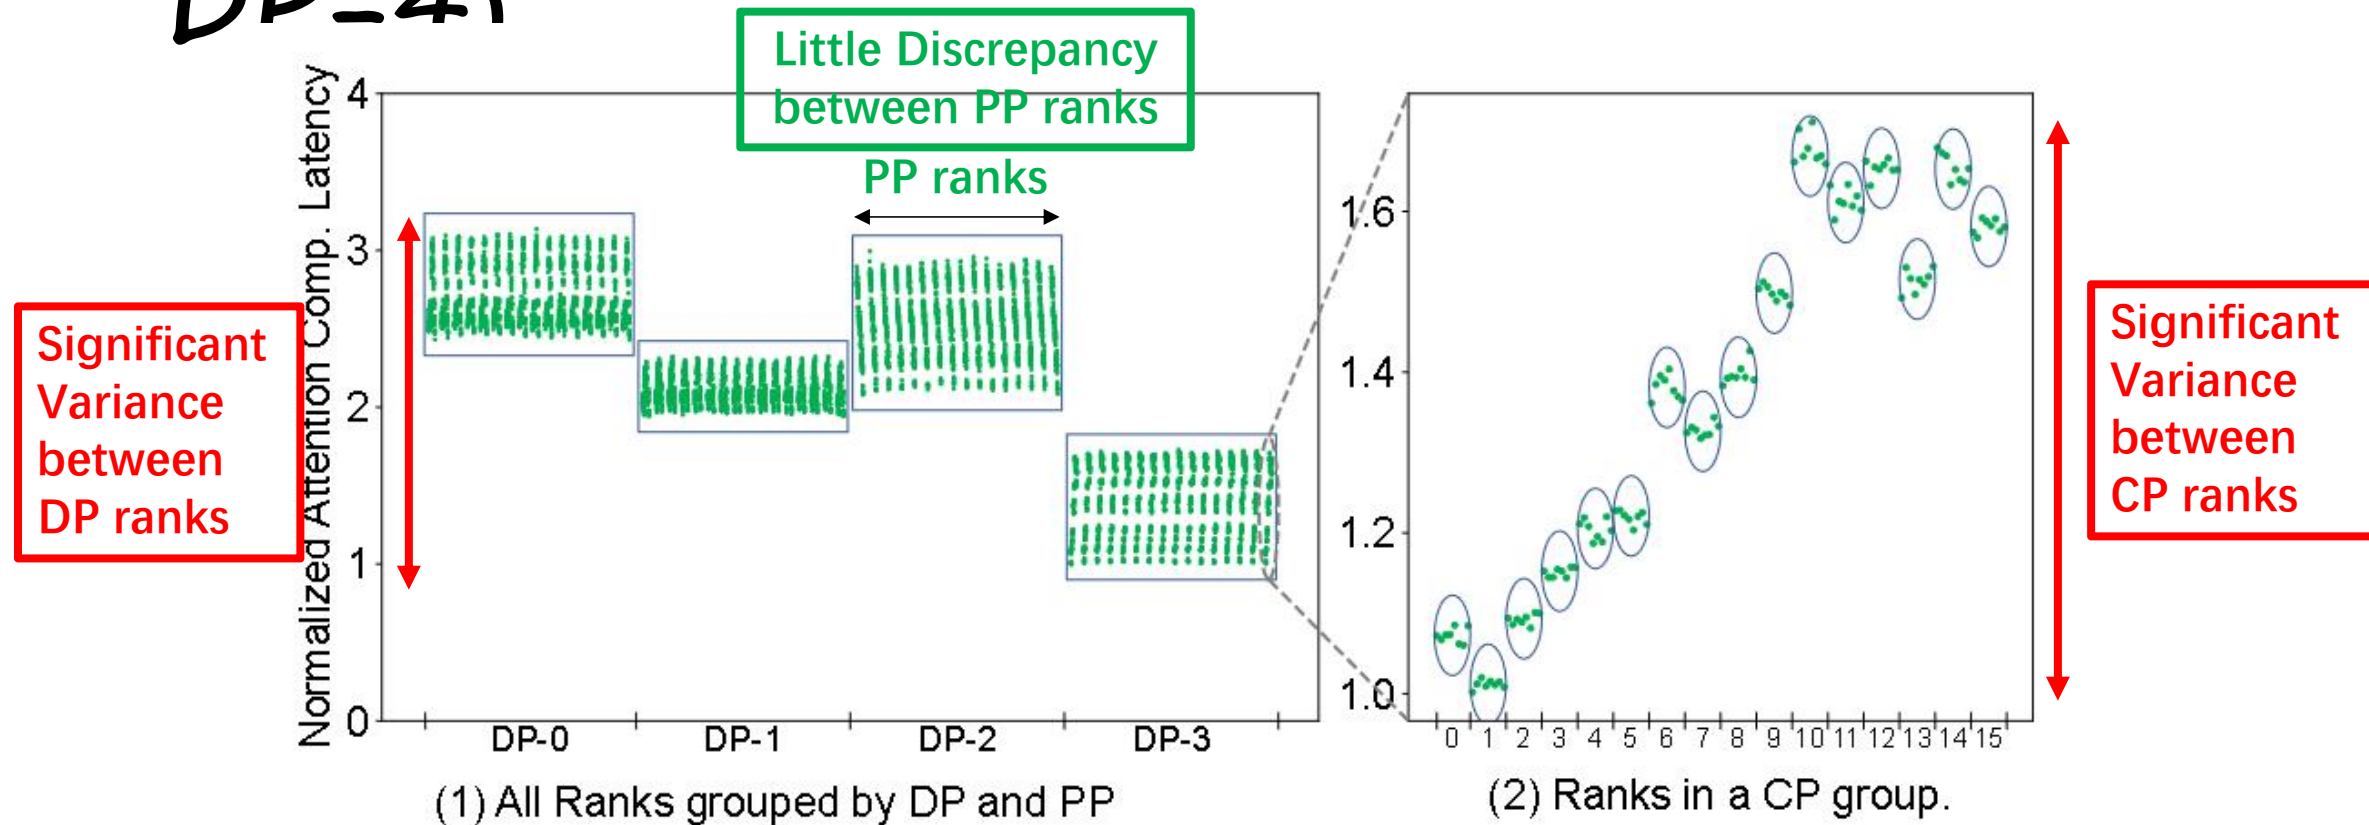 DP=4
Little Discrepancy
between PP ranks
PP ranks
Significant
Variance
between
DP ranks
Normalized Attention Comp. Latency
4
3
2
1
0
DP-0 DP-1 DP-2 DP-3
(1) All Ranks grouped by DP and PP
1.6
1.4
1.2
1.0
0 1 2 3 4 5 6 7 8 9 10 11 12 13 14 15
(2) Ranks in a CP group.
Significant
Variance
between
CP ranks